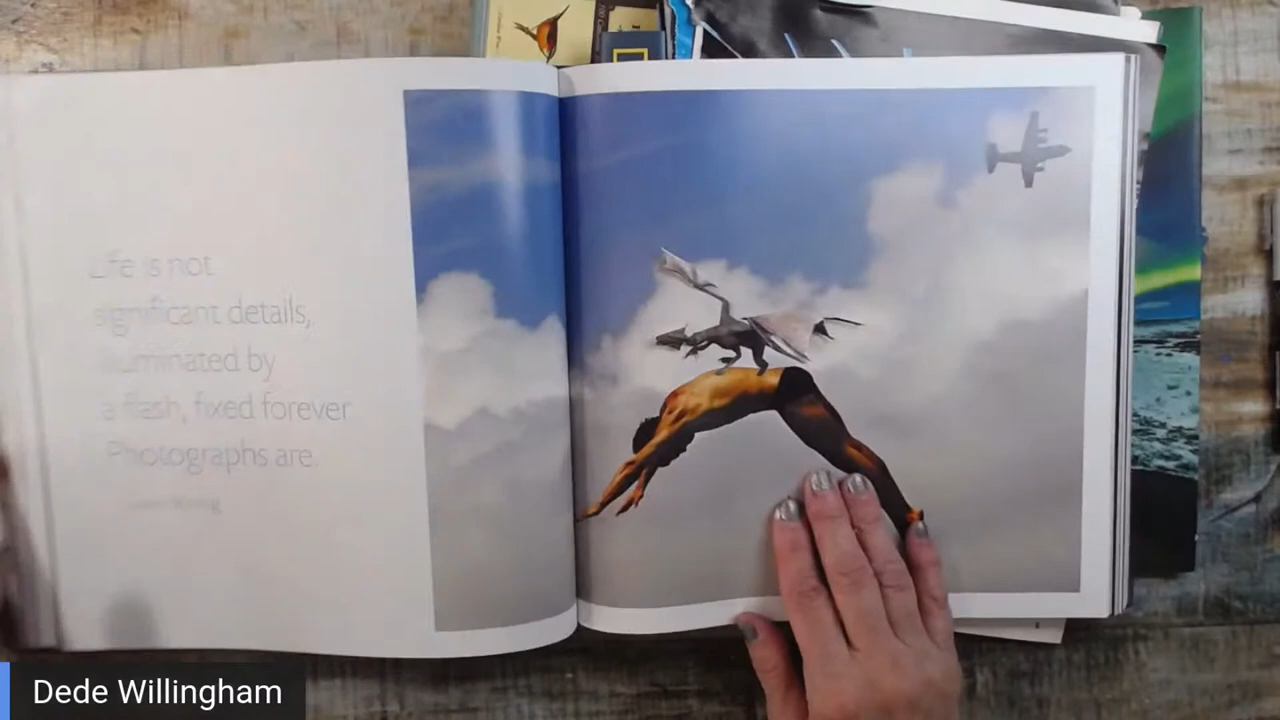 Life is not
significant details,
illuminated by
a flash, fixed forever
Photographs are.
Dede Willingham